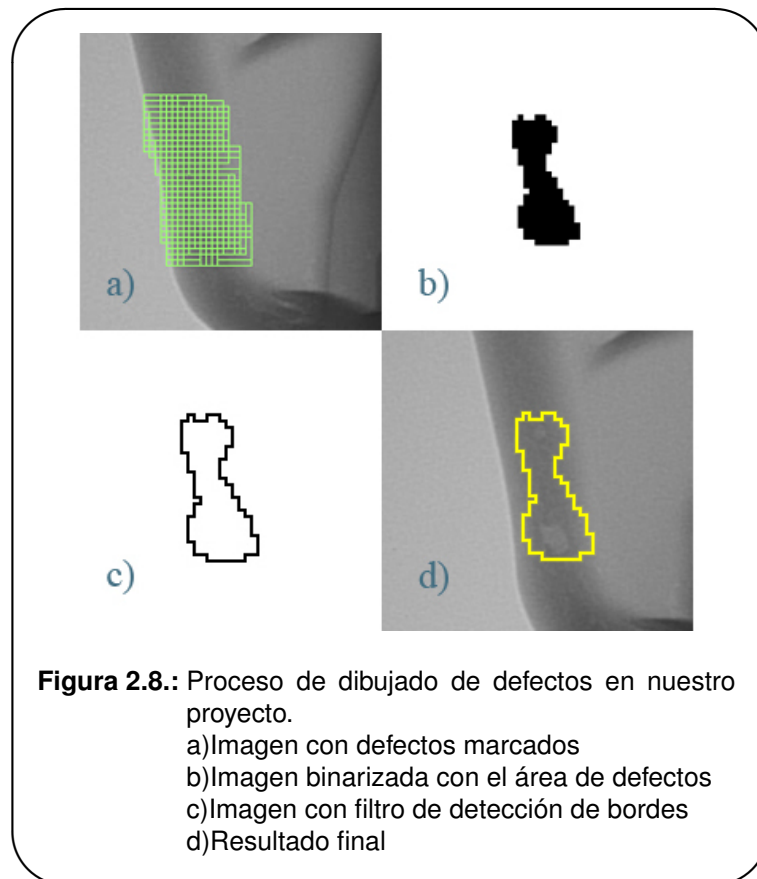 a)
b)
c)
d)
Figura 2.8.: Proceso de dibujado de defectos en nuestro
proyecto.
a)Imagen con defectos marcados
b)Imagen binarizada con el área de defectos
c)Imagen con filtro de detección de bordes
d)Resultado final